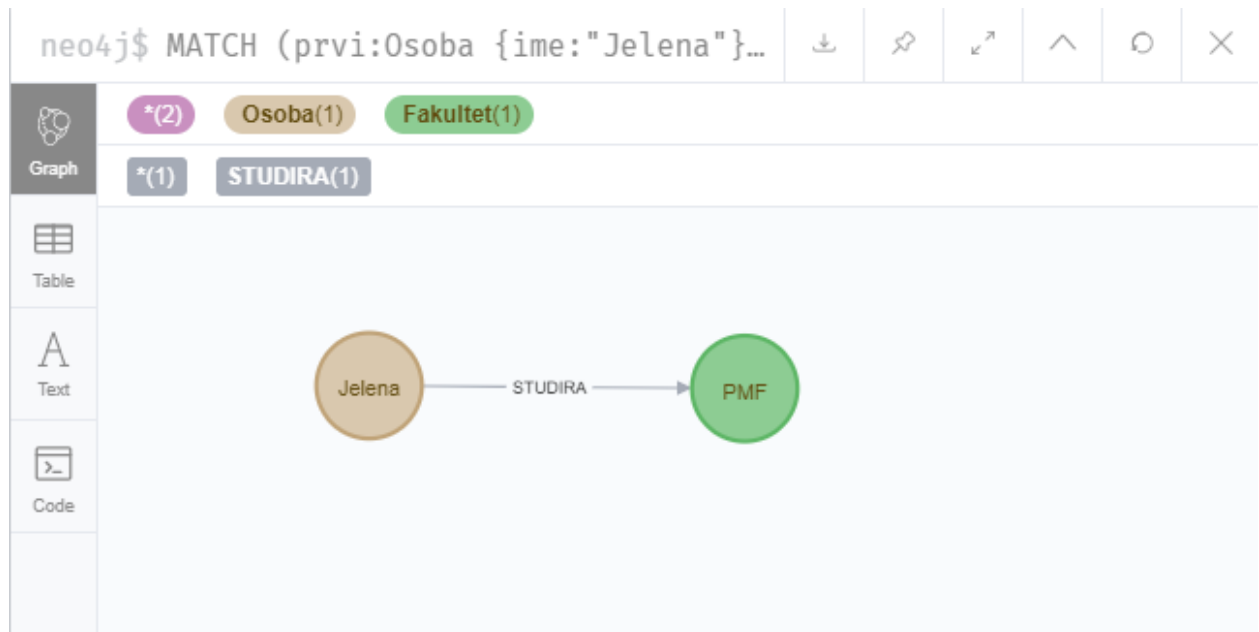 neo4j$ MATCH (prvi:Osoba {ime:"Jelena"}…
*(2) Osoba(1) Fakultet(1)
Graph
*(1) STUDIRA(1)
Table
Text
Code
Jelena STUDIRA PMF